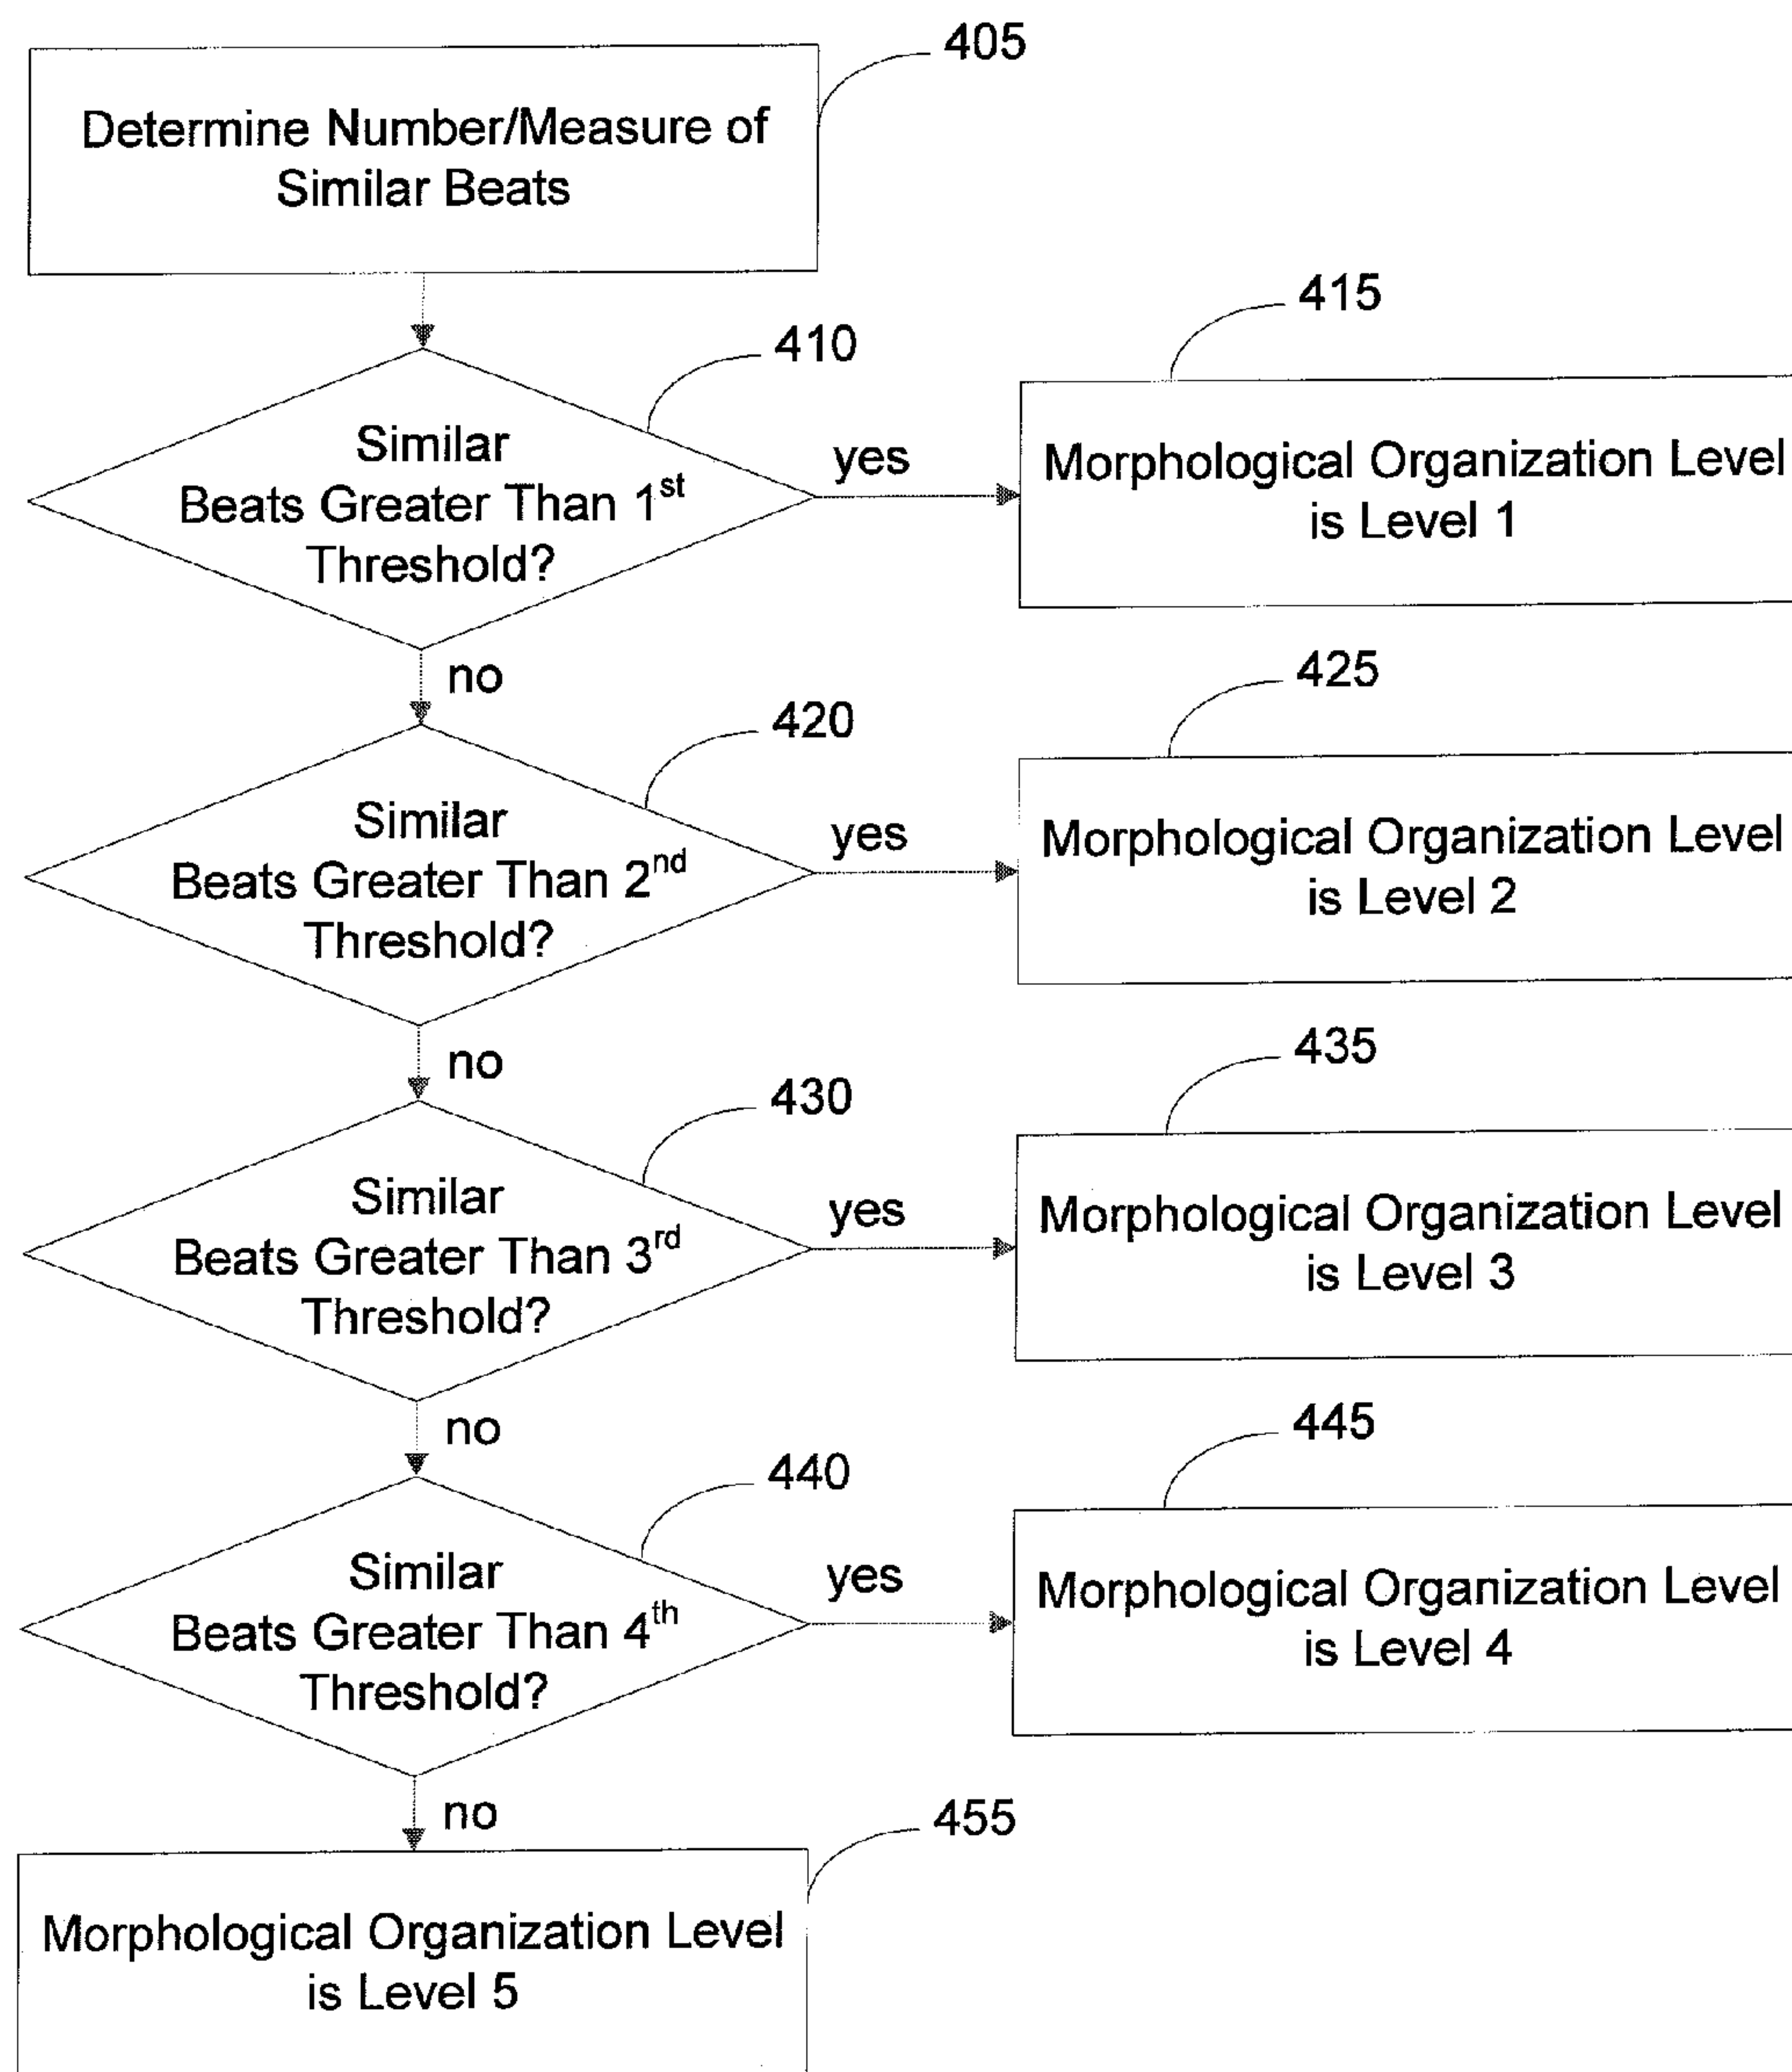 405
Determine Number/Measure of
Similar Beats
410
Similar
Beats Greater Than 1st
Threshold?
yes
415
Morphological Organization Level
is Level 1
no
420
Similar
Beats Greater Than 2nd
Threshold?
yes
425
Morphological Organization Level
is Level 2
no
430
Similar
Beats Greater Than 3rd
Threshold?
yes
435
Morphological Organization Level
is Level 3
no
440
Similar
Beats Greater Than 4th
Threshold?
yes
445
Morphological Organization Level
is Level 4
no
455
Morphological Organization Level
is Level 5